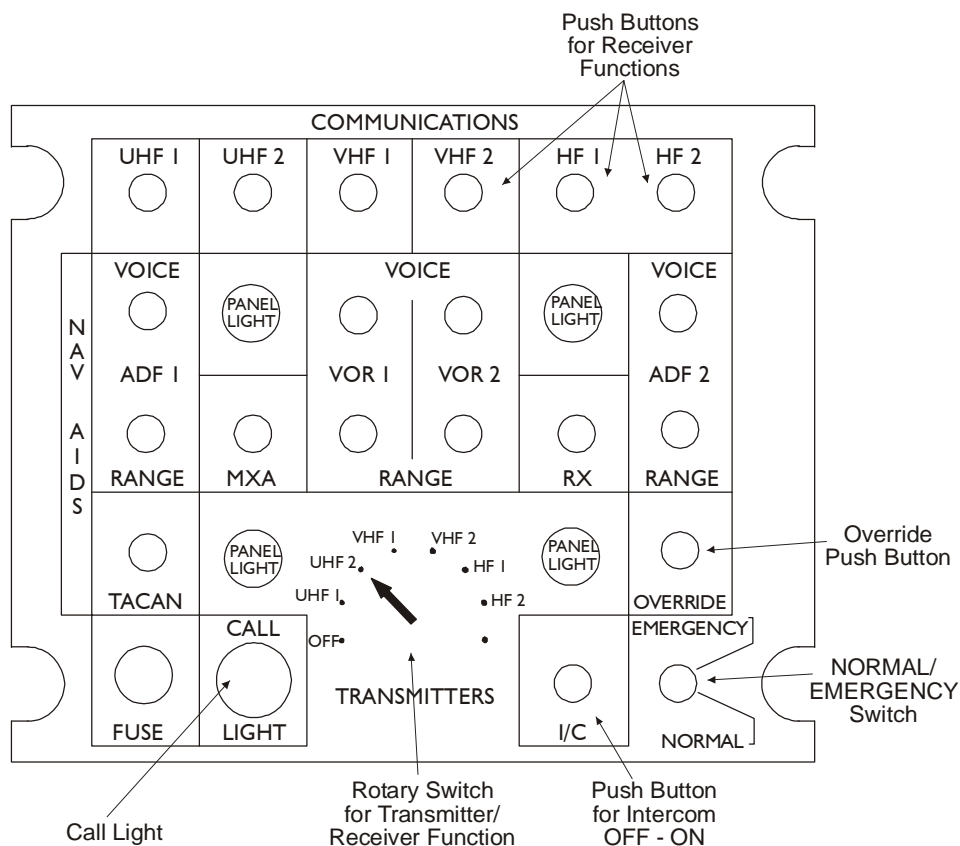 Push Buttons
for Receiver
Functions
COMMUNICATIONS
UHF 1 UHF 2 VHF 1 VHF 2 HF 1 HF 2
NAV AIDS
VOICE VOICE VOICE
PANEL
LIGHT
PANEL
LIGHT
ADF 1 VOR 1 VOR 2 ADF 2
RANGE MXA RANGE RX RANGE
PANEL
LIGHT
VHF 1 VHF 2
UHF 2 HF 1
UHF 1 HF 2
OFF
PANEL
LIGHT
Override
Push Button
TACAN OVERRIDE
CALL
LIGHT
EMERGENCY
TRANSMITTERS
NORMAL/
EMERGENCY
Switch
FUSE I/C NORMAL
Call Light
Rotary Switch
for Transmitter/
Receiver Function
Push Button
for Intercom
OFF - ON